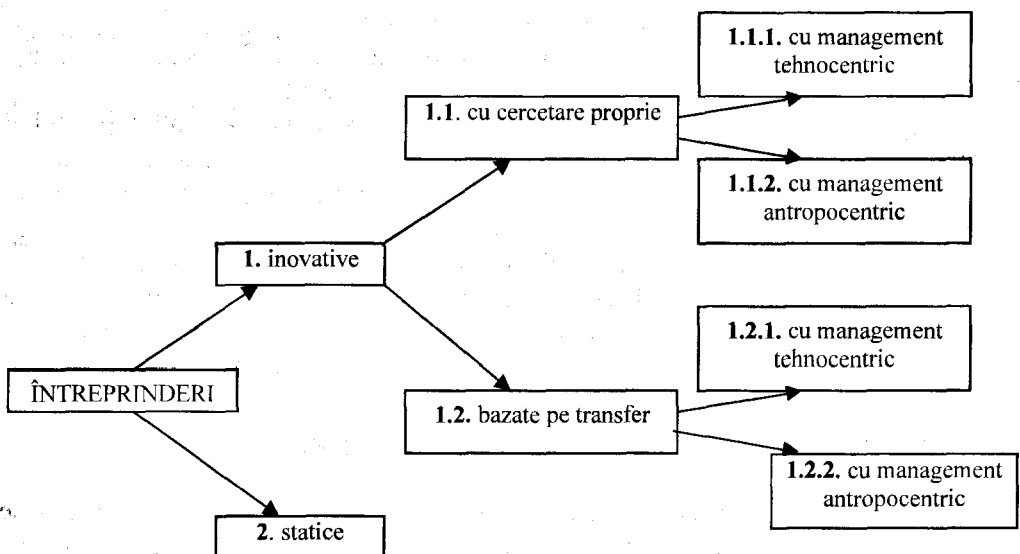 1.1.1. cu management
tehnocentric
1.1. cu cercetare proprie
1.1.2. cu management
antropocentric
1. inovative
1.2.1. cu management
tehnocentric
ÎNTREPRINDERI
1.2. bazate pe transfer
1.2.2. cu management
antropocentric
2. statice